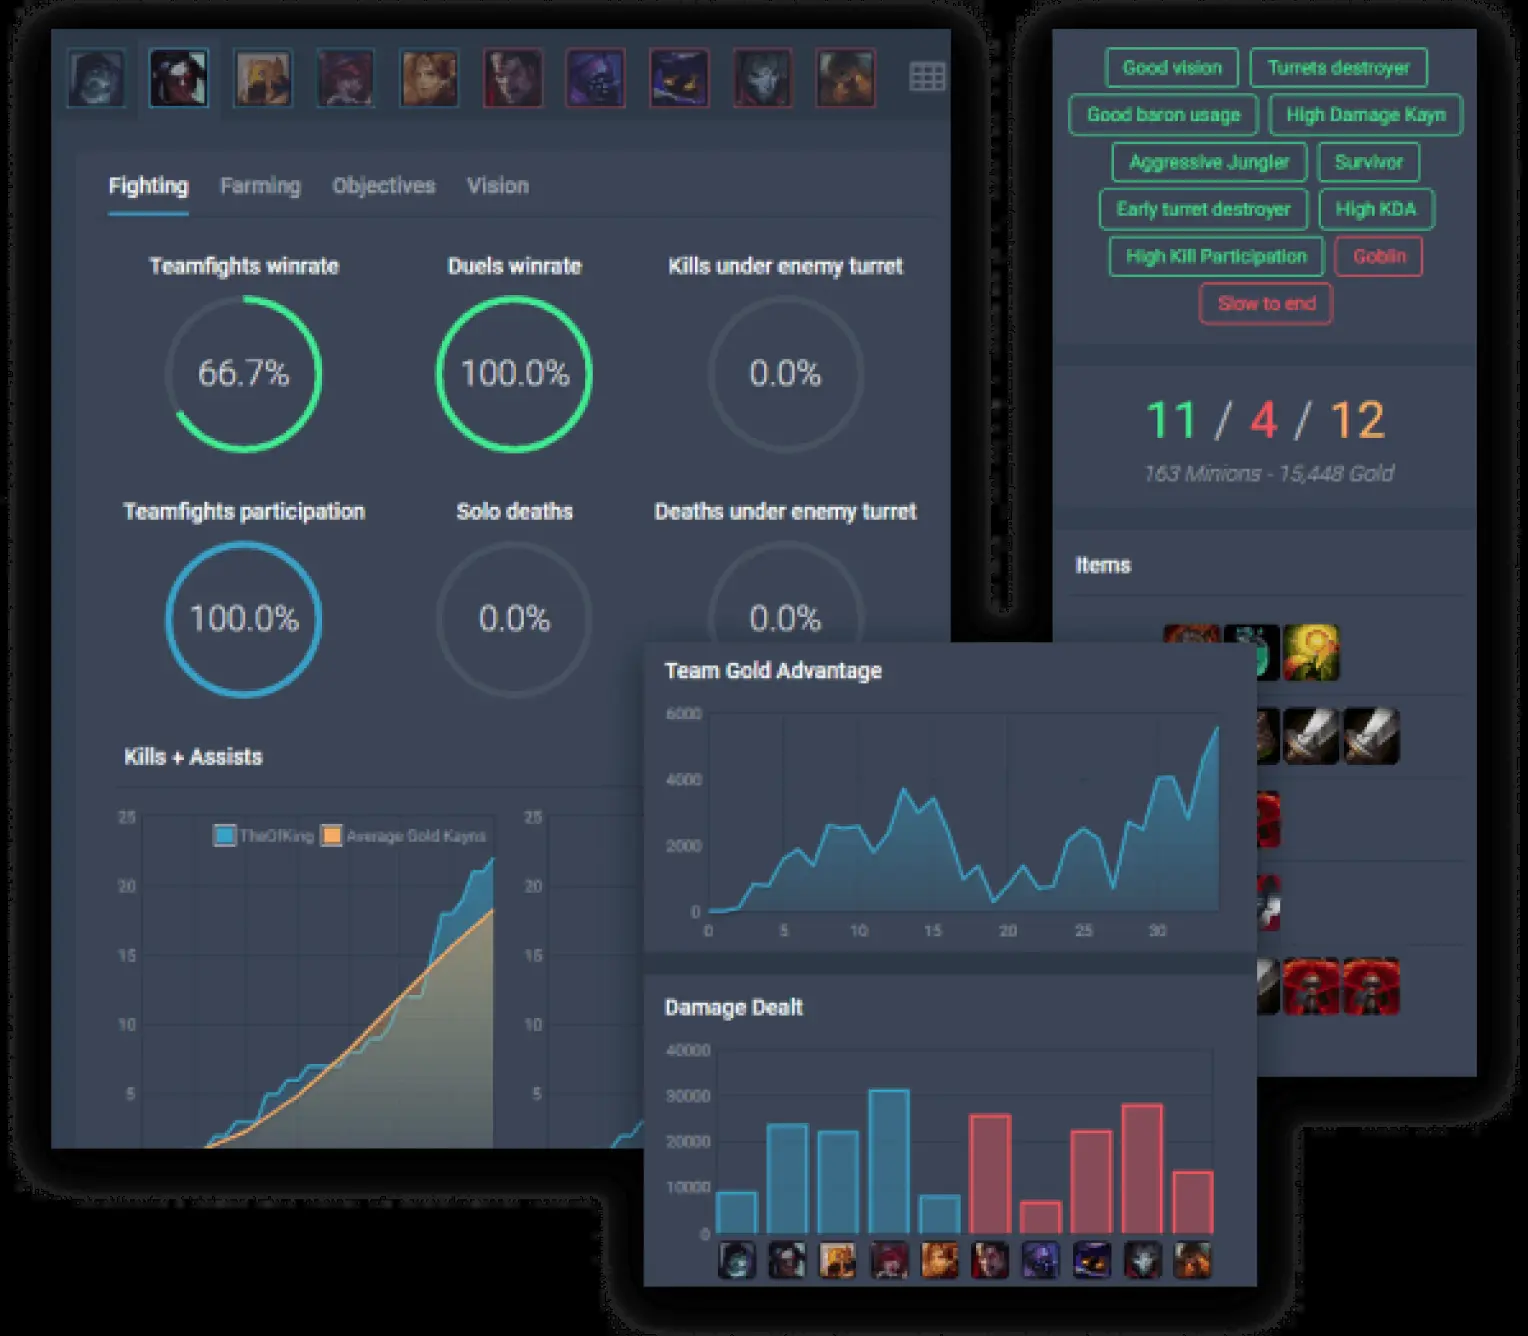 Fighting Farming Objectives Vision
Teamfights winrate Duels winrate Kills under enemy turret
66.7% 100.0% 0.0%
Teamfights participation Solo deaths Deaths under enemy turret
100.0% 0.0% 0.0%
Kills + Assists
25
20
15
10
5
TheOfKing Average Gold Kayns
25
20
15
10
5
Good vision Turrets destroyer
Good baron usage High Damage Kayn
Aggressive Jungler Survivor
Early turret destroyer High KDA
High Kill Participation Goblin
Slow to end
11 / 4 / 12
163 Minions - 15,448 Gold
Items
Team Gold Advantage
6000
4000
2000
0
0 5 10 15 20 25 30
Damage Dealt
40000
30000
20000
10000
0